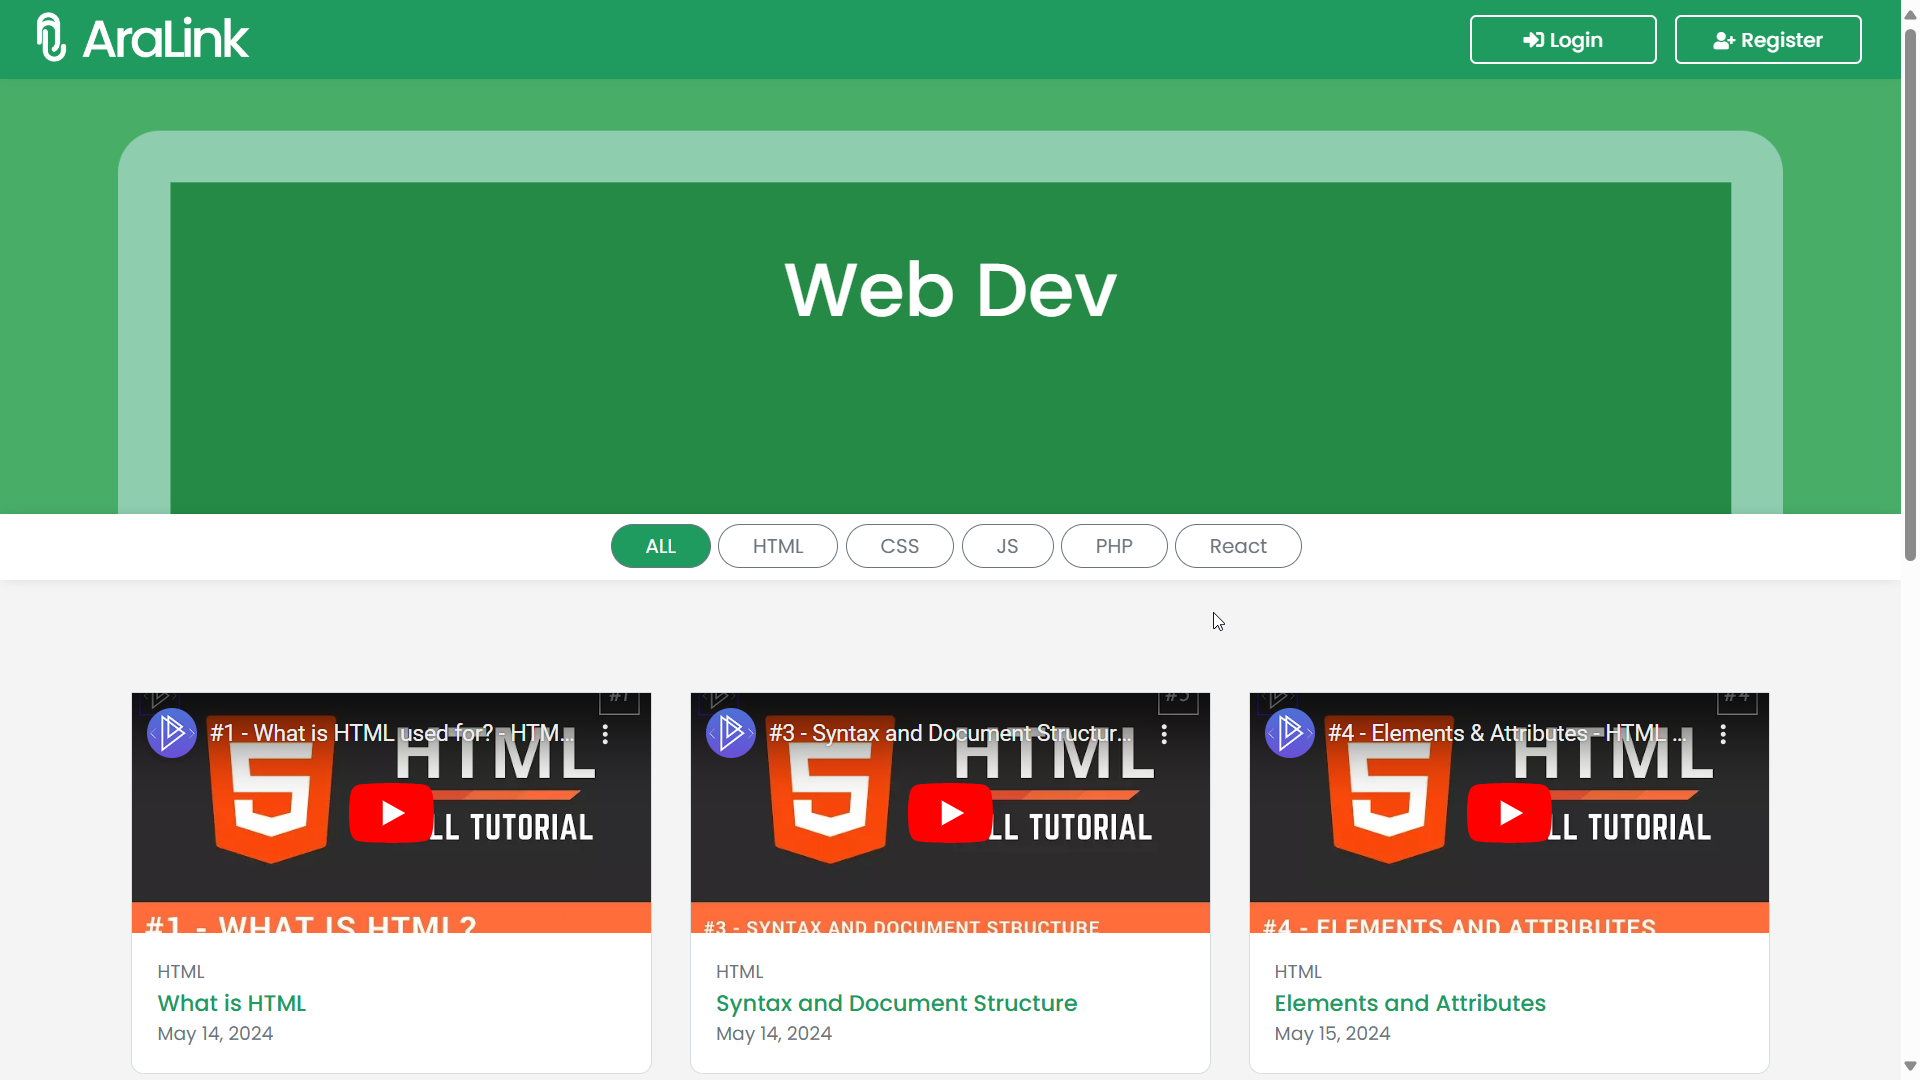 AraLink
Login
Register
Web Dev
ALL
HTML
CSS
JS
PHP
React
#1 - What is HTML used for? - HTM...
HTML
LL TUTORIAL
#1 - WHAT IS HTML?
HTML
What is HTML
May 14, 2024
#3 - Syntax and Document Structur...
HTML
LL TUTORIAL
#3 - SYNTAX AND DOCUMENT STRUCTURE
HTML
Syntax and Document Structure
May 14, 2024
#4 - Elements & Attributes - HTML ...
HTML
LL TUTORIAL
#4 - ELEMENTS AND ATTRIBUTES
HTML
Elements and Attributes
May 15, 2024